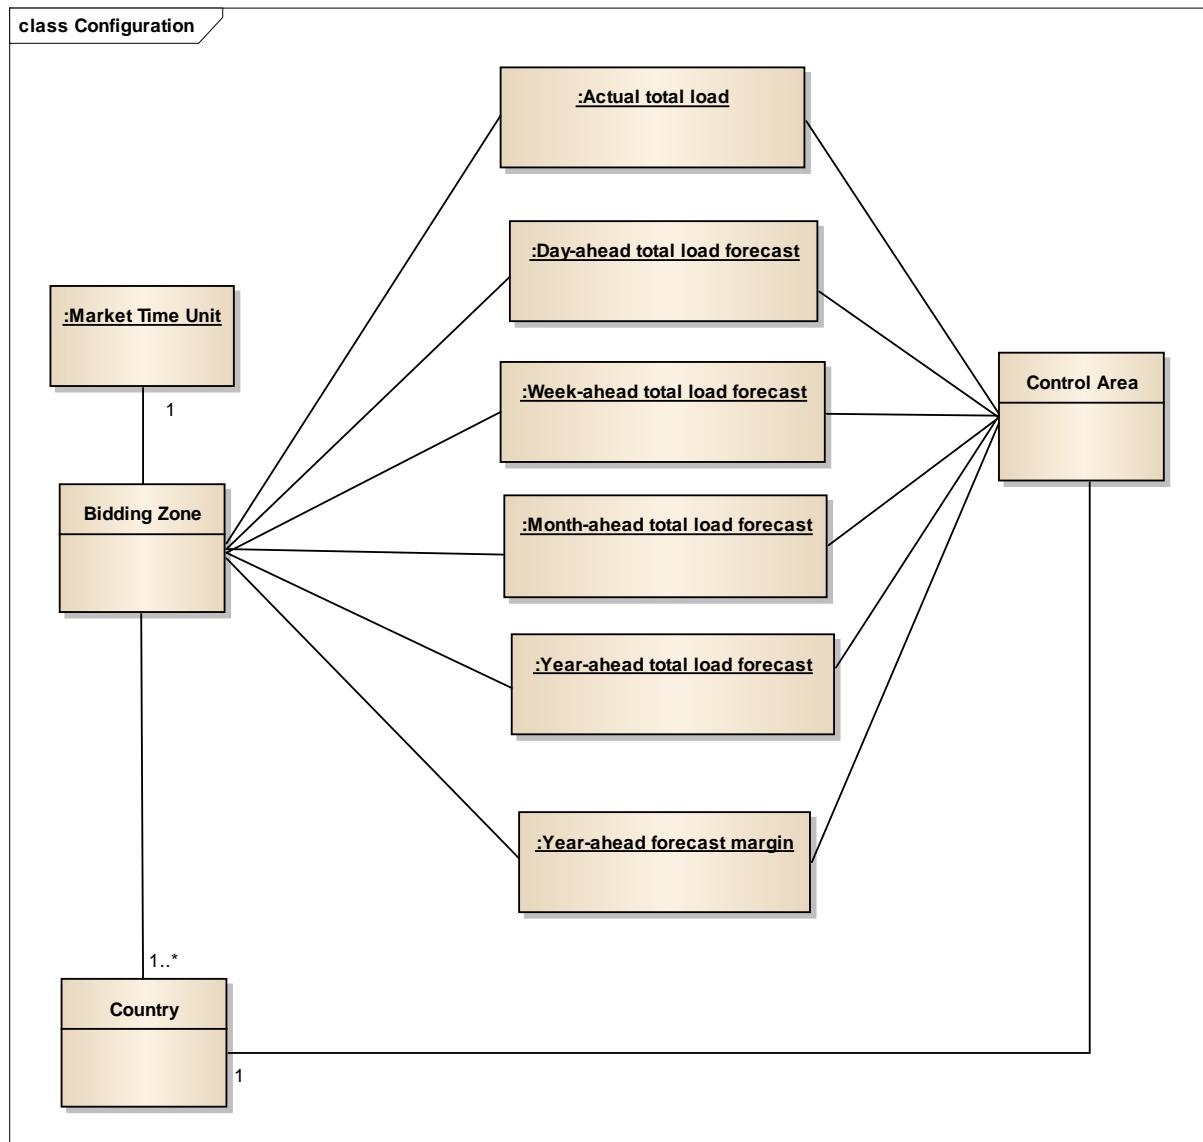 class Configuration
:Actual total load
:Day-ahead total load forecast
:Market Time Unit
1
:Week-ahead total load forecast
Control Area
Bidding Zone
:Month-ahead total load forecast
:Year-ahead total load forecast
:Year-ahead forecast margin
1..*
Country
1